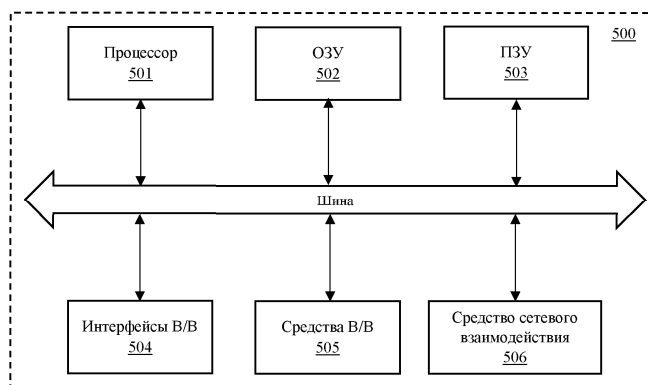 500
Процессор
501
ОЗУ
502
ПЗУ
503
Шина
Интерфейсы В/В
504
Средства В/В
505
Средство сетевого
взаимодействия
506